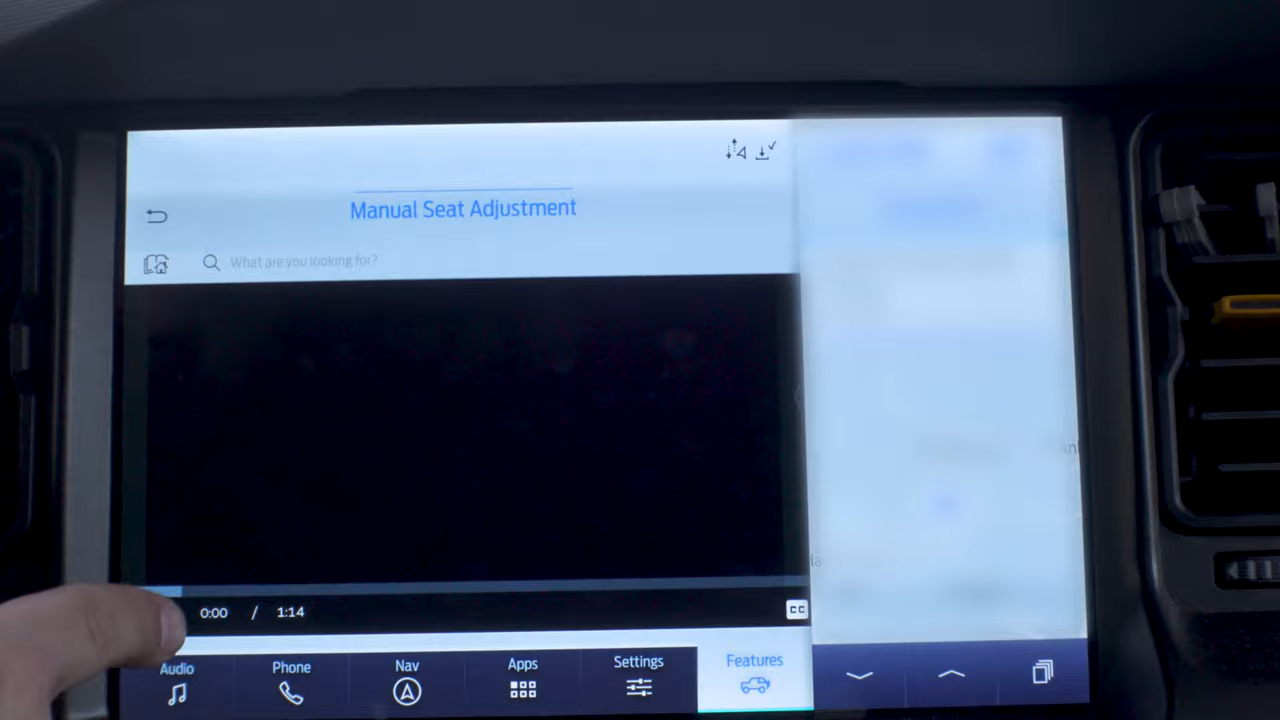 Manual Seat Adjustment
What are you looking for?
0:00 / 1:14
CC
Audio
Phone
Nav
Apps
Settings
Features